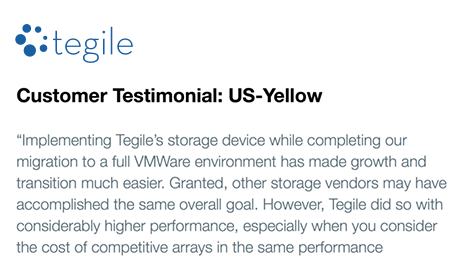 tegile
Customer Testimonial: US-Yellow
“Implementing Tegile’s storage device while completing our
migration to a full VMWare environment has made growth and
transition much easier. Granted, other storage vendors may have
accomplished the same overall goal. However, Tegile did so with
considerably higher performance, especially when you consider
the cost of competitive arrays in the same performance